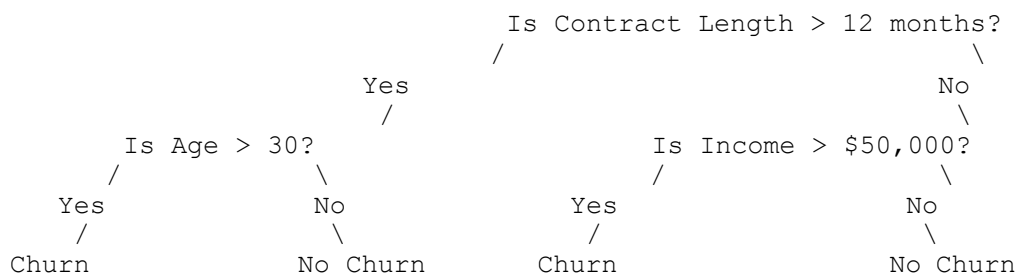 Is Contract Length > 12 months?
/ \
Yes No
/ \
Is Age > 30? Is Income > $50,000?
/ \ / \
Yes No Yes No
/ \ / \
Churn No Churn Churn No Churn